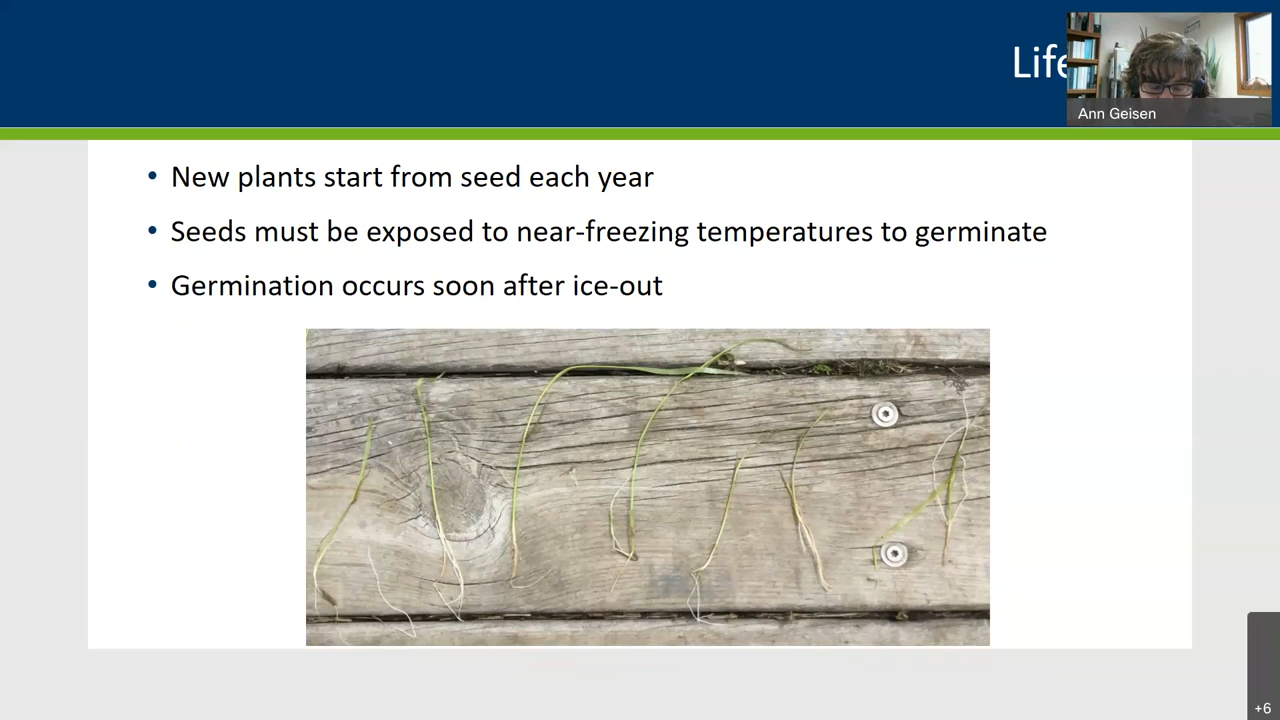 Life
Ann Geisen
• New plants start from seed each year
• Seeds must be exposed to near-freezing temperatures to germinate
• Germination occurs soon after ice-out
+6